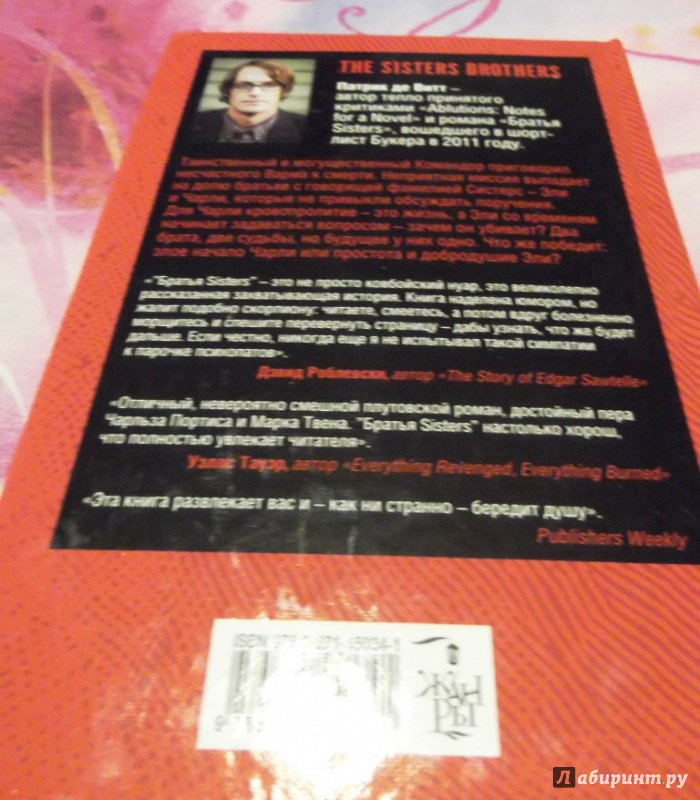 THE SISTERS BROTHERS
Патрик де Витт –
автор тепло принятого
критиками «Ablutions: Notes
for a Novel» и романа «Братья
Sisters», вошедшего в шорт-
лист Букера в 2011 году.
Таинственный и могущественный Командор приговорил
несчастного Варма к смерти. Неприятная миссия выпадает
на долю братьев с говорящей фамилией Систерс – Эли
и Чарли, которые не привыкли обсуждать поручения.
Для Чарли кровопролитие – это жизнь, а Эли со временем
начинает задаваться вопросом – зачем он убивает? Два
брата, две судьбы, но будущее у них одно. Что же победит:
злое начало Чарли или простота и добродушие Эли?
«"Братья Sisters" – это не просто ковбойский нуар, это великолепно
рассказанная захватывающая история. Книга наделена юмором, но
жалит подобно скорпиону: читаете, смеетесь, а потом вдруг болезненно
морщитесь и спешите перевернуть страницу – дабы узнать, что же будет
дальше. Если честно, никогда еще я не испытывал такой симпатии
к парочке психопатов».
Дэвид Роблевски, автор «The Story of Edgar Sawtelle»
«Отличный, невероятно смешной плутовской роман, достойный пера
Чарльза Портиса и Марка Твена. "Братья Sisters" настолько хорош,
что полностью увлекает читателя».
Уэллс Тауэр, автор «Everything Revenged, Everything Burned»
«Эта книга развлекает вас и – как ни странно – бередит душу».
Publishers Weekly
ISBN 978-5-271-45034-1
ЖАН
РЫ
Лабиринт.ру